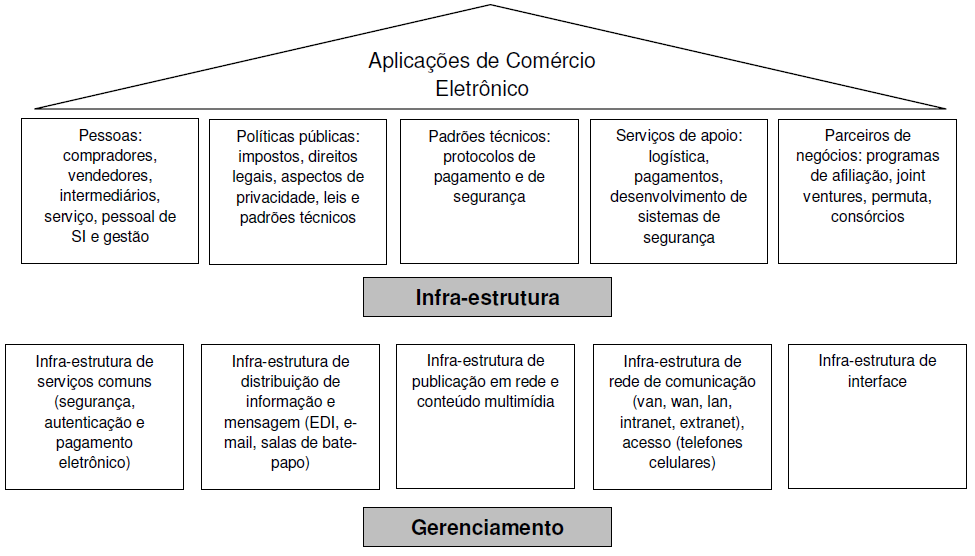 Aplicações de Comércio
Eletrônico
Pessoas:
compradores,
vendedores,
intermediários,
serviço, pessoal de
SI e gestão
Políticas públicas:
impostos, direitos
legais, aspectos de
privacidade, leis e
padrões técnicos
Padrões técnicos:
protocolos de
pagamento e de
segurança
Serviços de apoio:
logística,
pagamentos,
desenvolvimento de
sistemas de
segurança
Parceiros de
negócios: programas
de afiliação, joint
ventures, permuta,
consórcios
Infra-estrutura
Infra-estrutura de
serviços comuns
(segurança,
autenticação e
pagamento
eletrônico)
Infra-estrutura de
distribuição de
informação e
mensagem (EDI, e-
mail, salas de bate-
papo)
Infra-estrutura de
publicação em rede e
conteúdo multimídia
Infra-estrutura de
rede de comunicação
(van, wan, lan,
intranet, extranet),
acesso (telefones
celulares)
Infra-estrutura de
interface
Gerenciamento